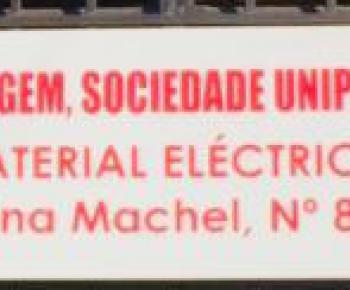 GEM, SOCIEDADE UNIP
ATERIAL ELÉCTRIC
na Machel, Nº 8